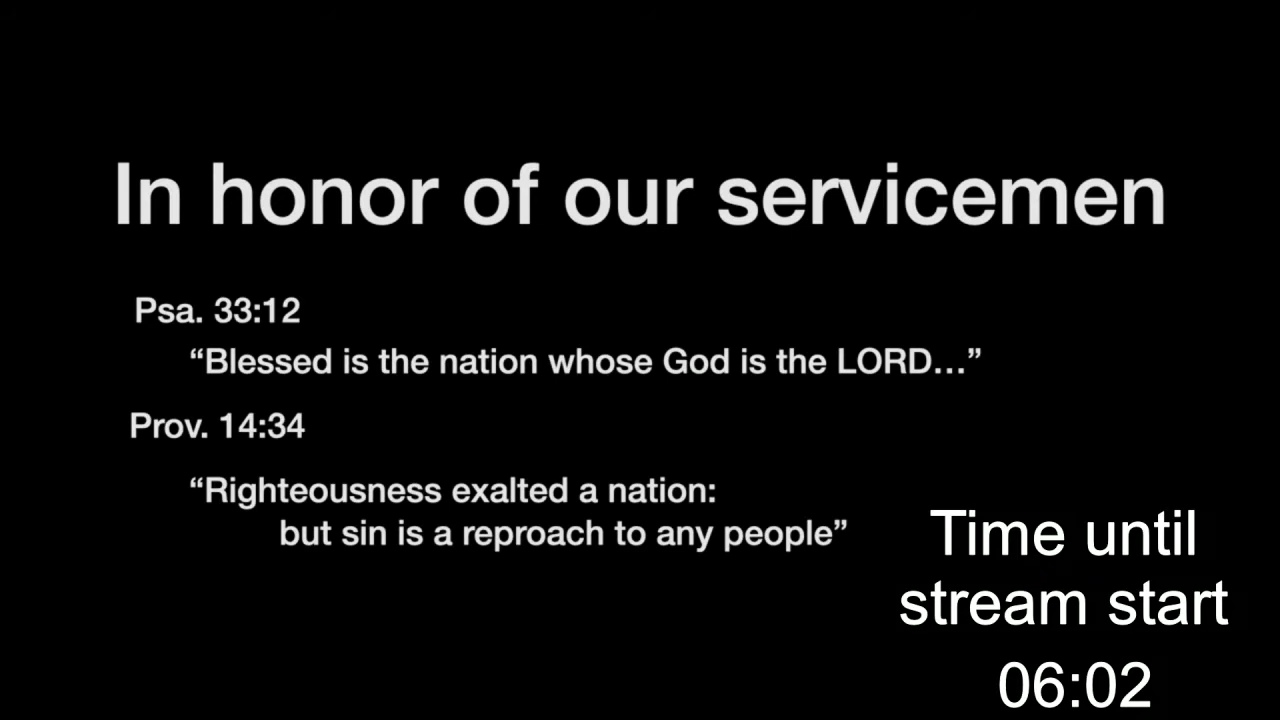 In honor of our servicemen
Psa. 33:12
“Blessed is the nation whose God is the LORD…”
Prov. 14:34
“Righteousness exalted a nation:
but sin is a reproach to any people”
Time until
stream start
06:02